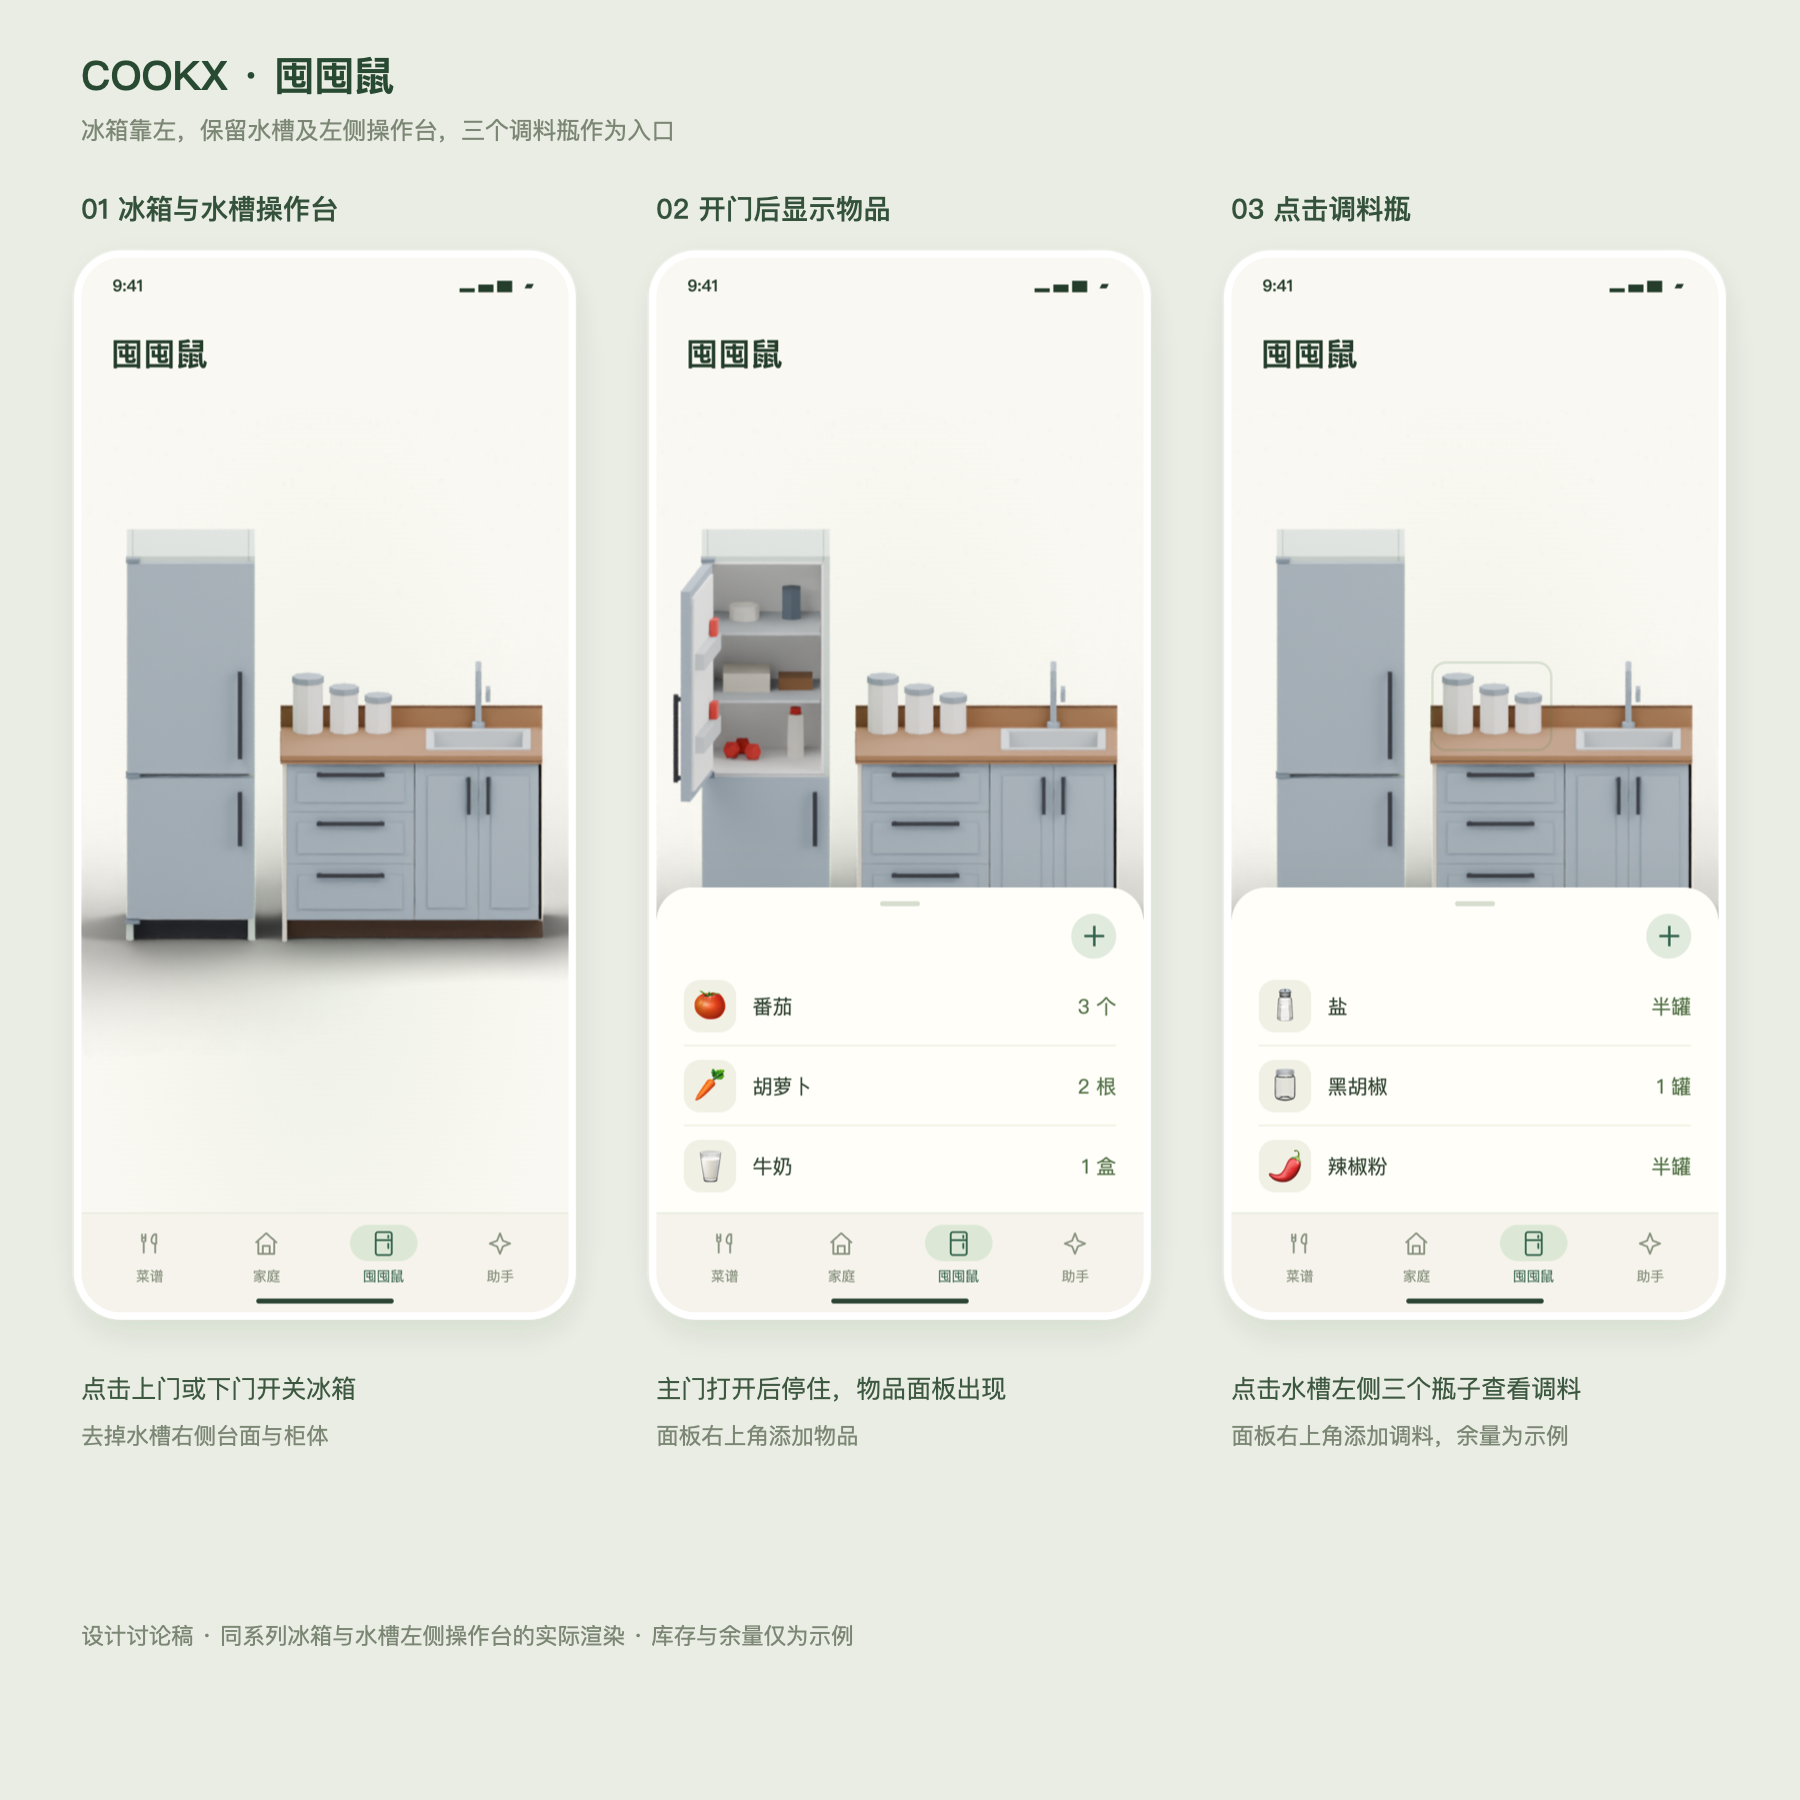 COOKX · 囤囤鼠
冰箱靠左，保留水槽及左侧操作台，三个调料瓶作为入口
01 冰箱与水槽操作台
9:41
囤囤鼠
菜谱
家庭
囤囤鼠
助手
点击上门或下门开关冰箱
去掉水槽右侧台面与柜体
02 开门后显示物品
9:41
囤囤鼠
番茄 3 个
胡萝卜 2 根
牛奶 1 盒
菜谱
家庭
囤囤鼠
助手
主门打开后停住，物品面板出现
面板右上角添加物品
03 点击调料瓶
9:41
囤囤鼠
盐 半罐
黑胡椒 1 罐
辣椒粉 半罐
菜谱
家庭
囤囤鼠
助手
点击水槽左侧三个瓶子查看调料
面板右上角添加调料，余量为示例
设计讨论稿 · 同系列冰箱与水槽左侧操作台的实际渲染 · 库存与余量仅为示例